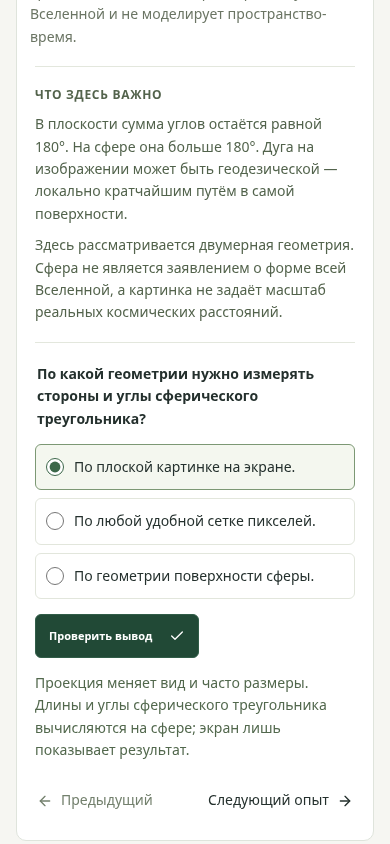 Вселенной и не моделирует пространство-
время.
ЧТО ЗДЕСЬ ВАЖНО
В плоскости сумма углов остаётся равной
180°. На сфере она больше 180°. Дуга на
изображении может быть геодезической —
локально кратчайшим путём в самой
поверхности.
Здесь рассматривается двумерная геометрия.
Сфера не является заявлением о форме всей
Вселенной, а картинка не задаёт масштаб
реальных космических расстояний.
По какой геометрии нужно измерять
стороны и углы сферического
треугольника?
По плоской картинке на экране.
По любой удобной сетке пикселей.
По геометрии поверхности сферы.
Проверить вывод
Проекция меняет вид и часто размеры.
Длины и углы сферического треугольника
вычисляются на сфере; экран лишь
показывает результат.
Предыдущий
Следующий опыт